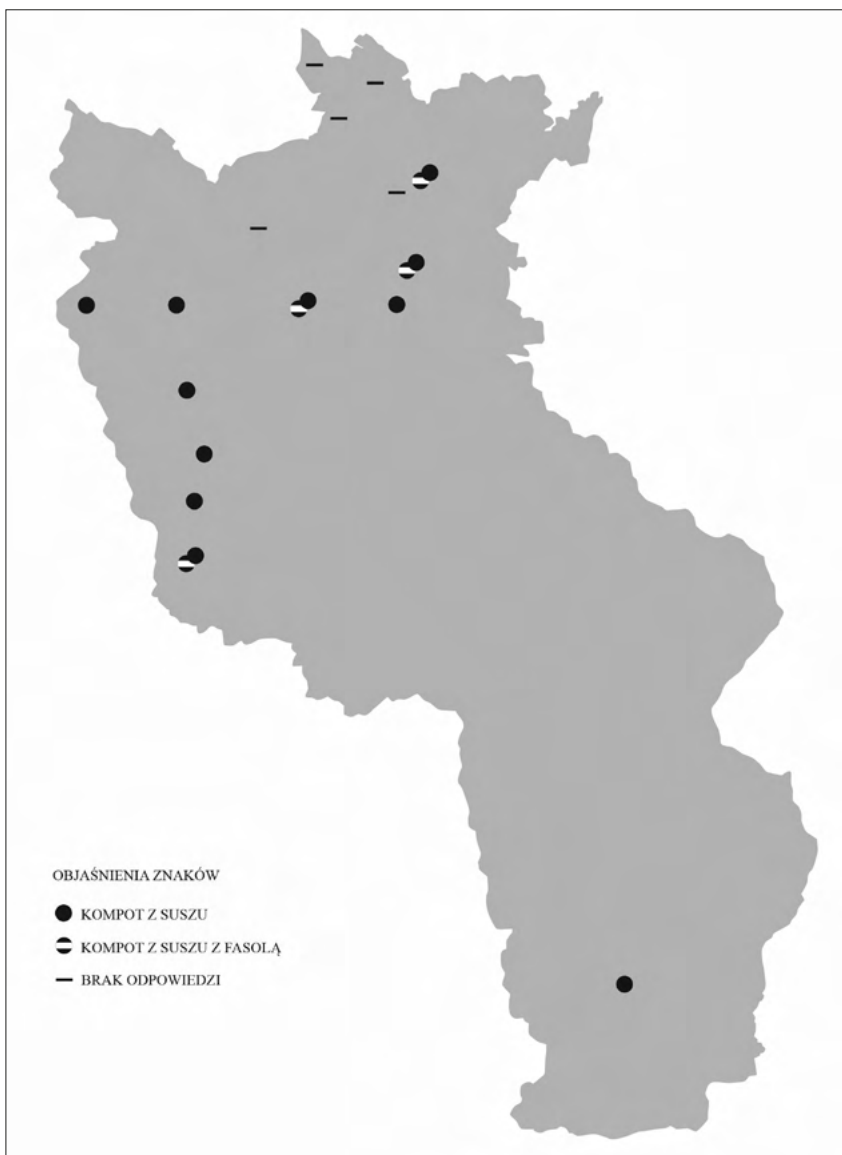 OBJAŚNIENIA ZNAKÓW
KOMPOT Z SUSZU
KOMPOT Z SUSZU Z FASOLĄ
BRAK ODPOWIEDZI